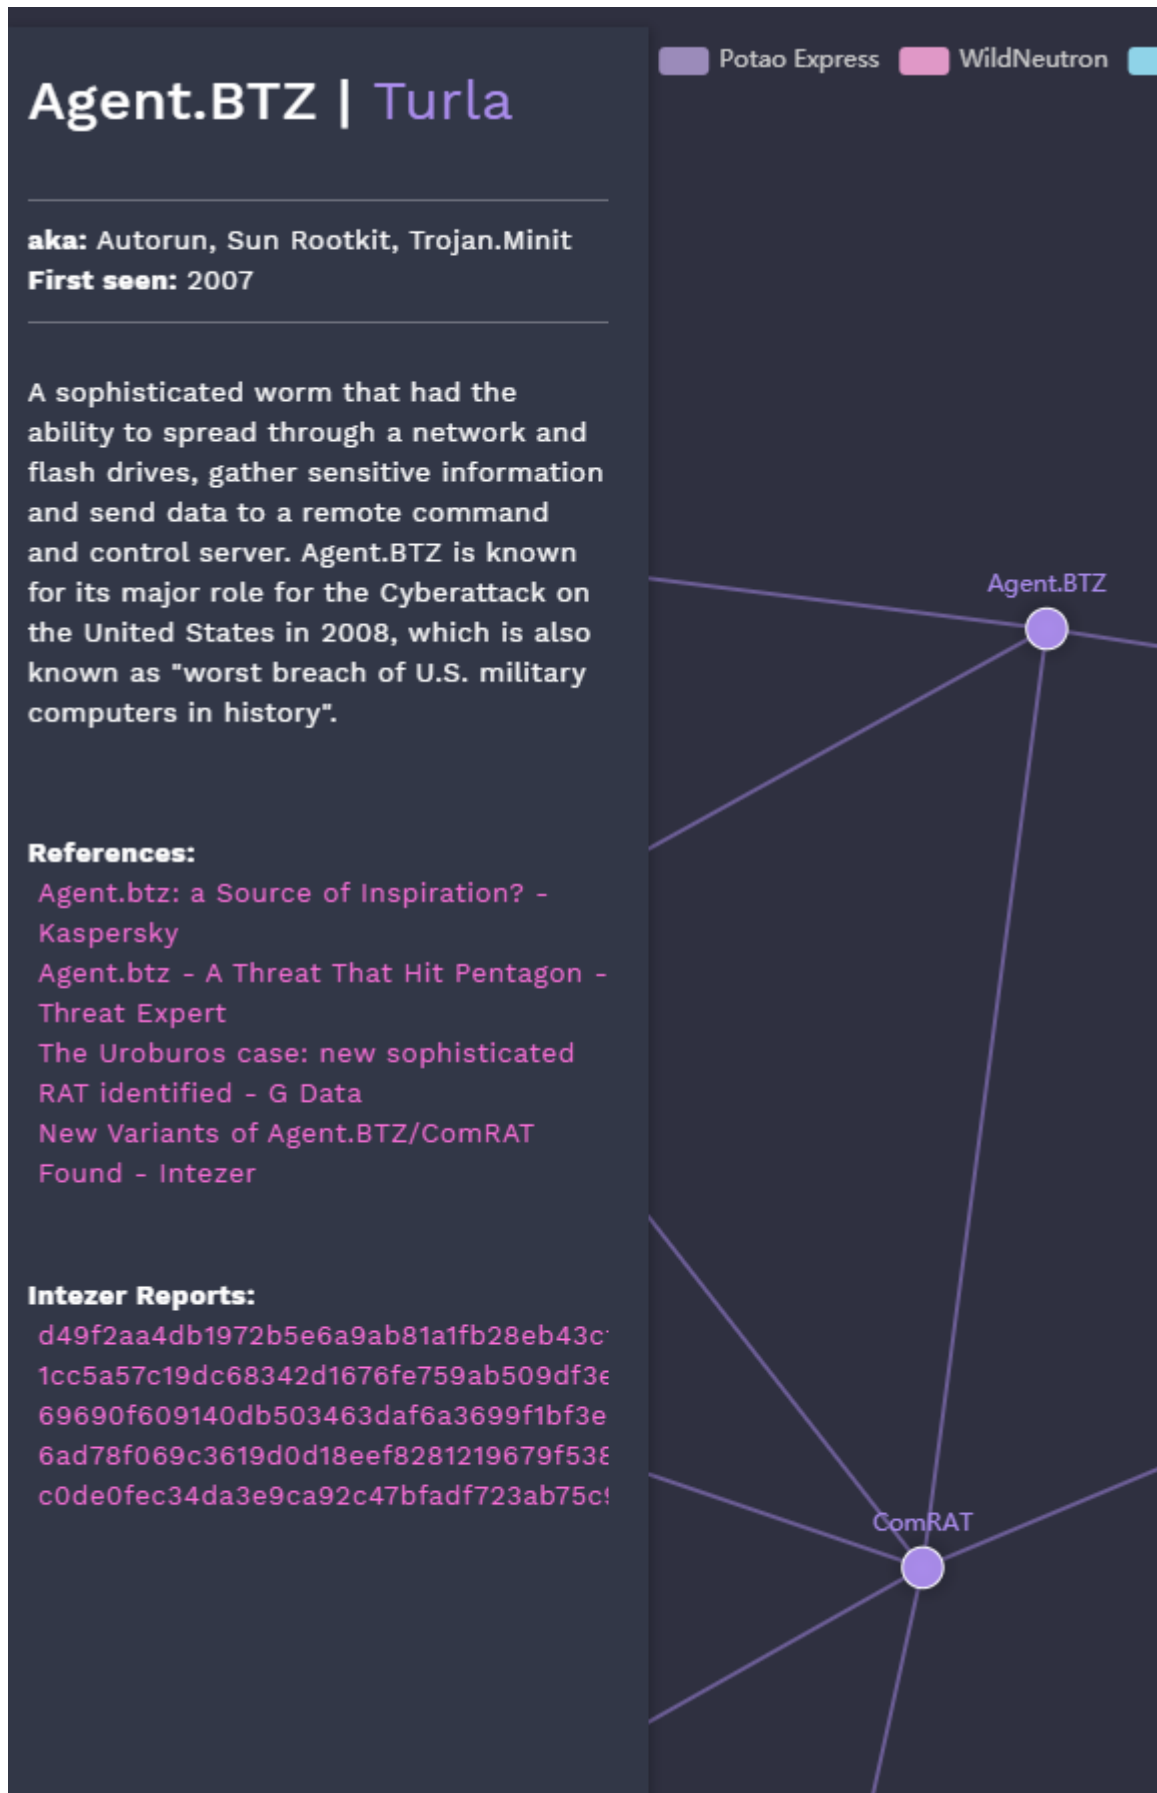 Agent.BTZ | Turla
Potao Express
WildNeutron
aka: Autorun, Sun Rootkit, Trojan.Minit
First seen: 2007
A sophisticated worm that had the
ability to spread through a network and
flash drives, gather sensitive information
and send data to a remote command
and control server. Agent.BTZ is known
for its major role for the Cyberattack on
the United States in 2008, which is also
known as "worst breach of U.S. military
computers in history".
References:
Agent.btz: a Source of Inspiration? -
Kaspersky
Agent.btz - A Threat That Hit Pentagon -
Threat Expert
The Uroburos case: new sophisticated
RAT identified - G Data
New Variants of Agent.BTZ/ComRAT
Found - Intezer
Intezer Reports:
d49f2aa4db1972b5e6a9ab81a1fb28eb43c
1cc5a57c19dc68342d1676fe759ab509df3e
69690f609140db503463daf6a3699f1bf3e
6ad78f069c3619d0d18eef8281219679f538
c0de0fec34da3e9ca92c47bfadf723ab75c
Agent.BTZ
ComRAT